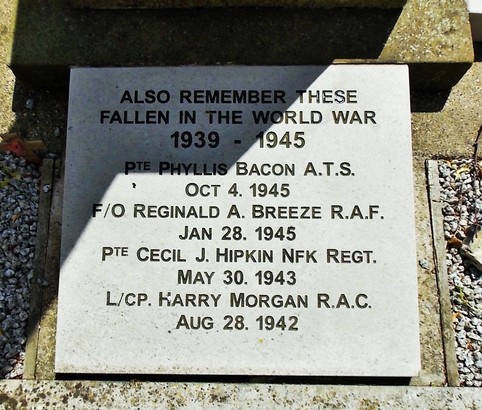 ALSO REMEMBER THESE
FALLEN IN THE WORLD WAR
1939 - 1945
PTE PHYLLIS BACON A.T.S.
OCT 4. 1945
F/O REGINALD A. BREEZE R.A.F.
JAN 28. 1945
PTE CECIL J. HIPKIN NFK REGT.
MAY 30. 1943
L/CP. HARRY MORGAN R.A.C.
AUG 28. 1942